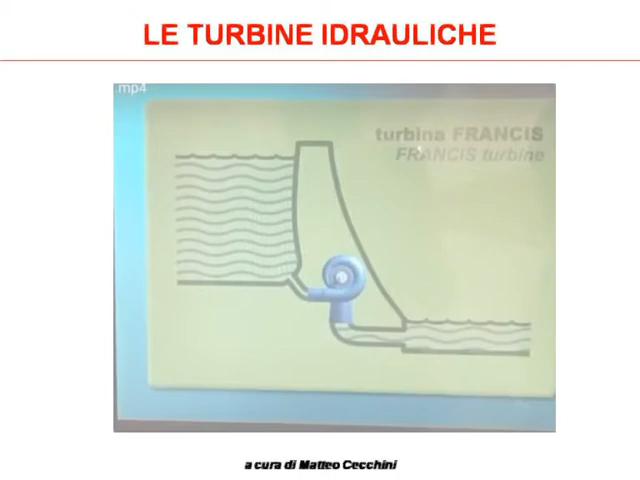 LE TURBINE IDRAULICHE
.mp4
turbina FRANCIS
FRANCIS turbine
a cura di Matteo Cecchini